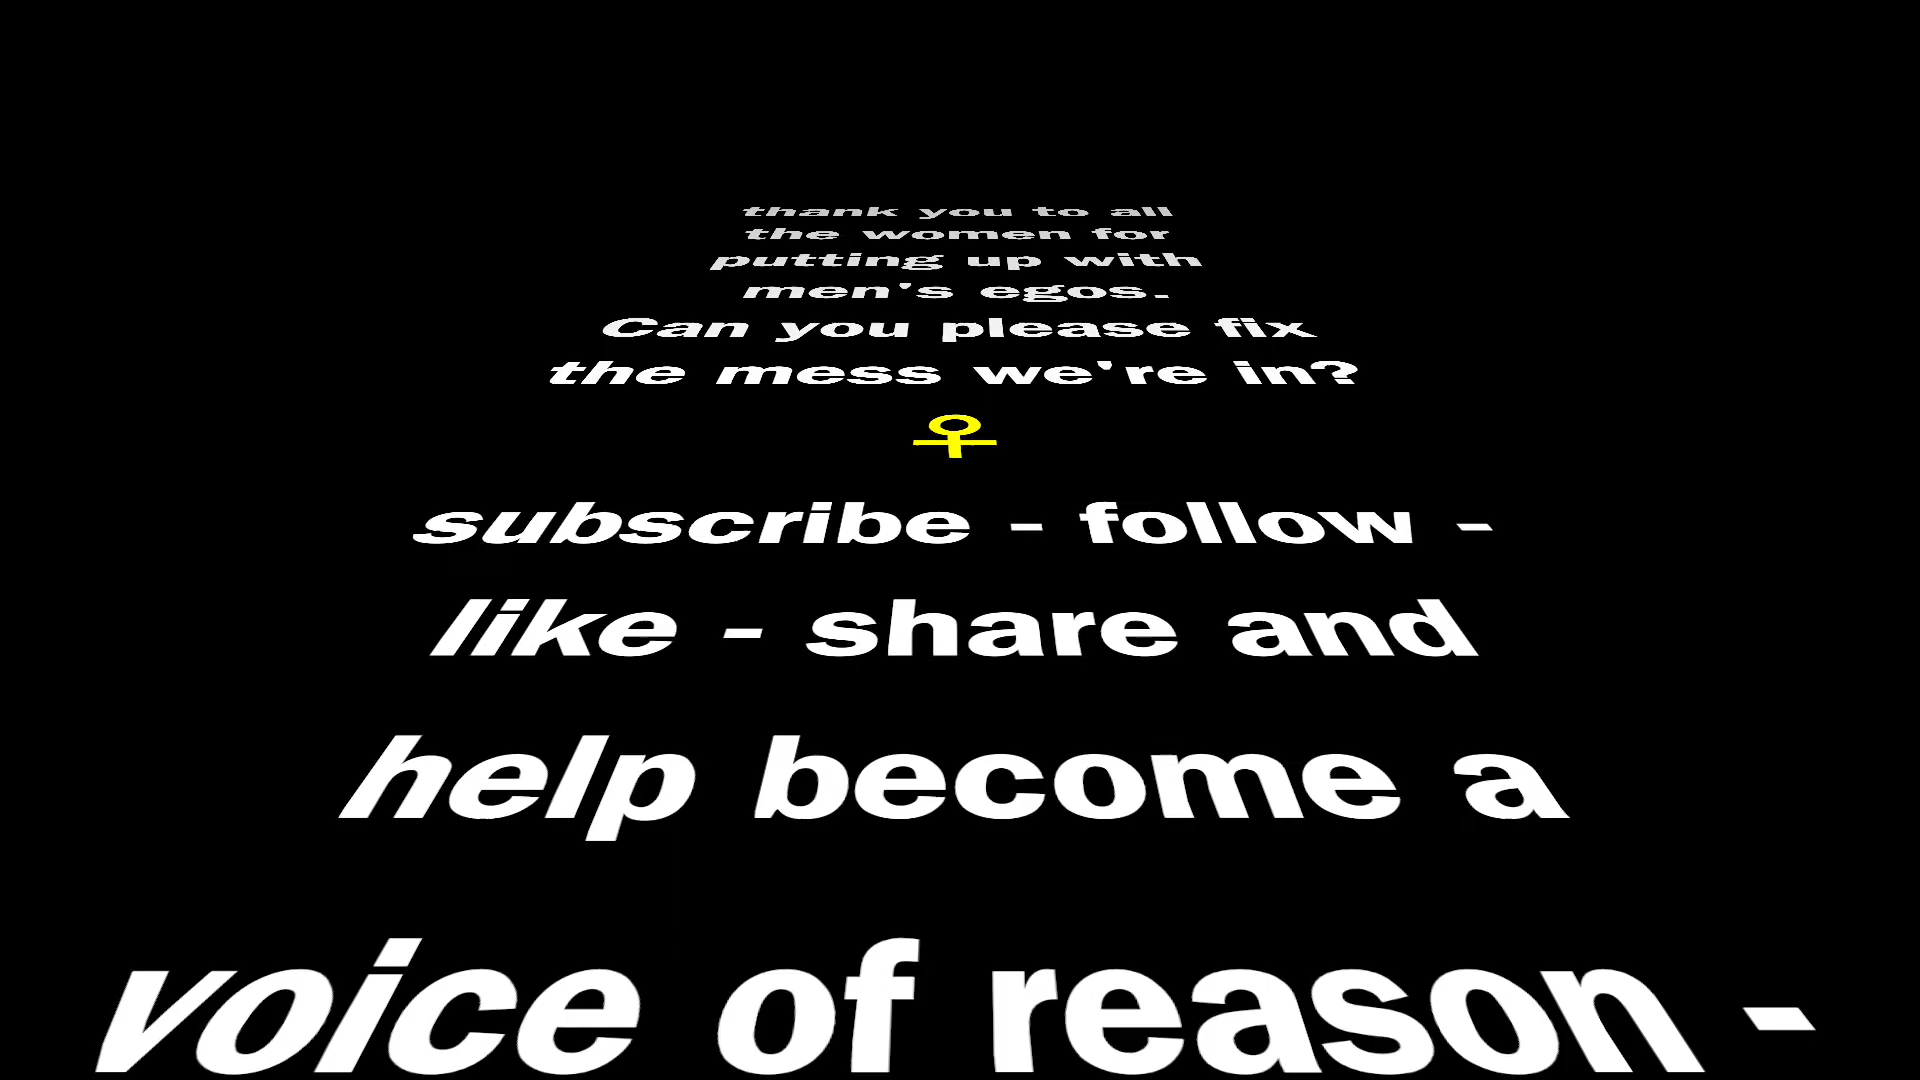 thank you to all
the women for
putting up with
men's egos.
Can you please fix
the mess we're in?
subscribe - follow -
like - share and
help become a
voice of reason -